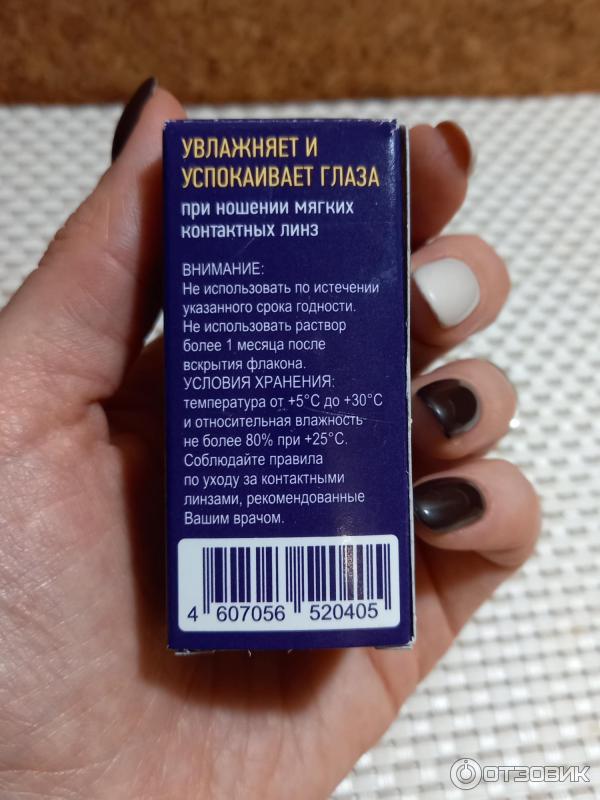 УВЛАЖНЯЕТ И
УСПОКАИВАЕТ ГЛАЗА
при ношении мягких
контактных линз
ВНИМАНИЕ:
Не использовать по истечении
указанного срока годности.
Не использовать раствор
более 1 месяца после
вскрытия флакона.
УСЛОВИЯ ХРАНЕНИЯ:
температура от +5°С до +30°С
и относительная влажность
не более 80% при +25°С.
Соблюдайте правила
по уходу за контактными
линзами, рекомендованные
Вашим врачом.
4 607056 520405
ОТЗОВИК